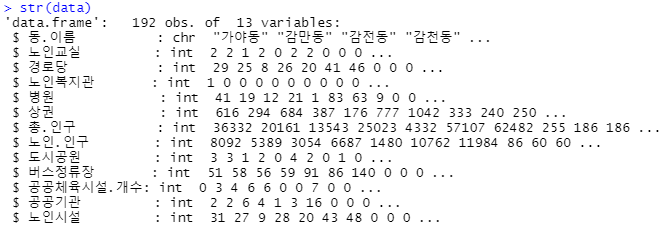 > str(data)
'data.frame':   192 obs. of  13 variables:
 $ 동.이름            : chr  "가야동" "감만동" "감전동" "감천동" ...
 $ 노인교실           : int  2 2 1 2 0 2 2 0 0 0 ...
 $ 경로당             : int  29 25 8 26 20 41 46 0 0 0 ...
 $ 노인복지관         : int  1 0 0 0 0 0 0 0 0 0 ...
 $ 병원               : int  41 19 12 21 1 83 63 9 0 0 ...
 $ 상권               : int  616 294 684 387 176 777 1042 333 240 250 ...
 $ 총.인구            : int  36332 20161 13543 25023 4332 57107 62482 255 186 186 ...
 $ 노인.인구          : int  8092 5389 3054 6687 1480 10762 11984 86 60 60 ...
 $ 도시공원           : int  3 3 1 2 0 4 2 0 1 0 ...
 $ 버스정류장         : int  51 58 56 59 91 86 140 0 0 0 ...
 $ 공공체육시설.개수: int  0 3 4 6 6 0 0 7 0 0 ...
 $ 공공기관           : int  2 2 6 4 1 3 16 0 0 0 ...
 $ 노인시설           : int  31 27 9 28 20 43 48 0 0 0 ...